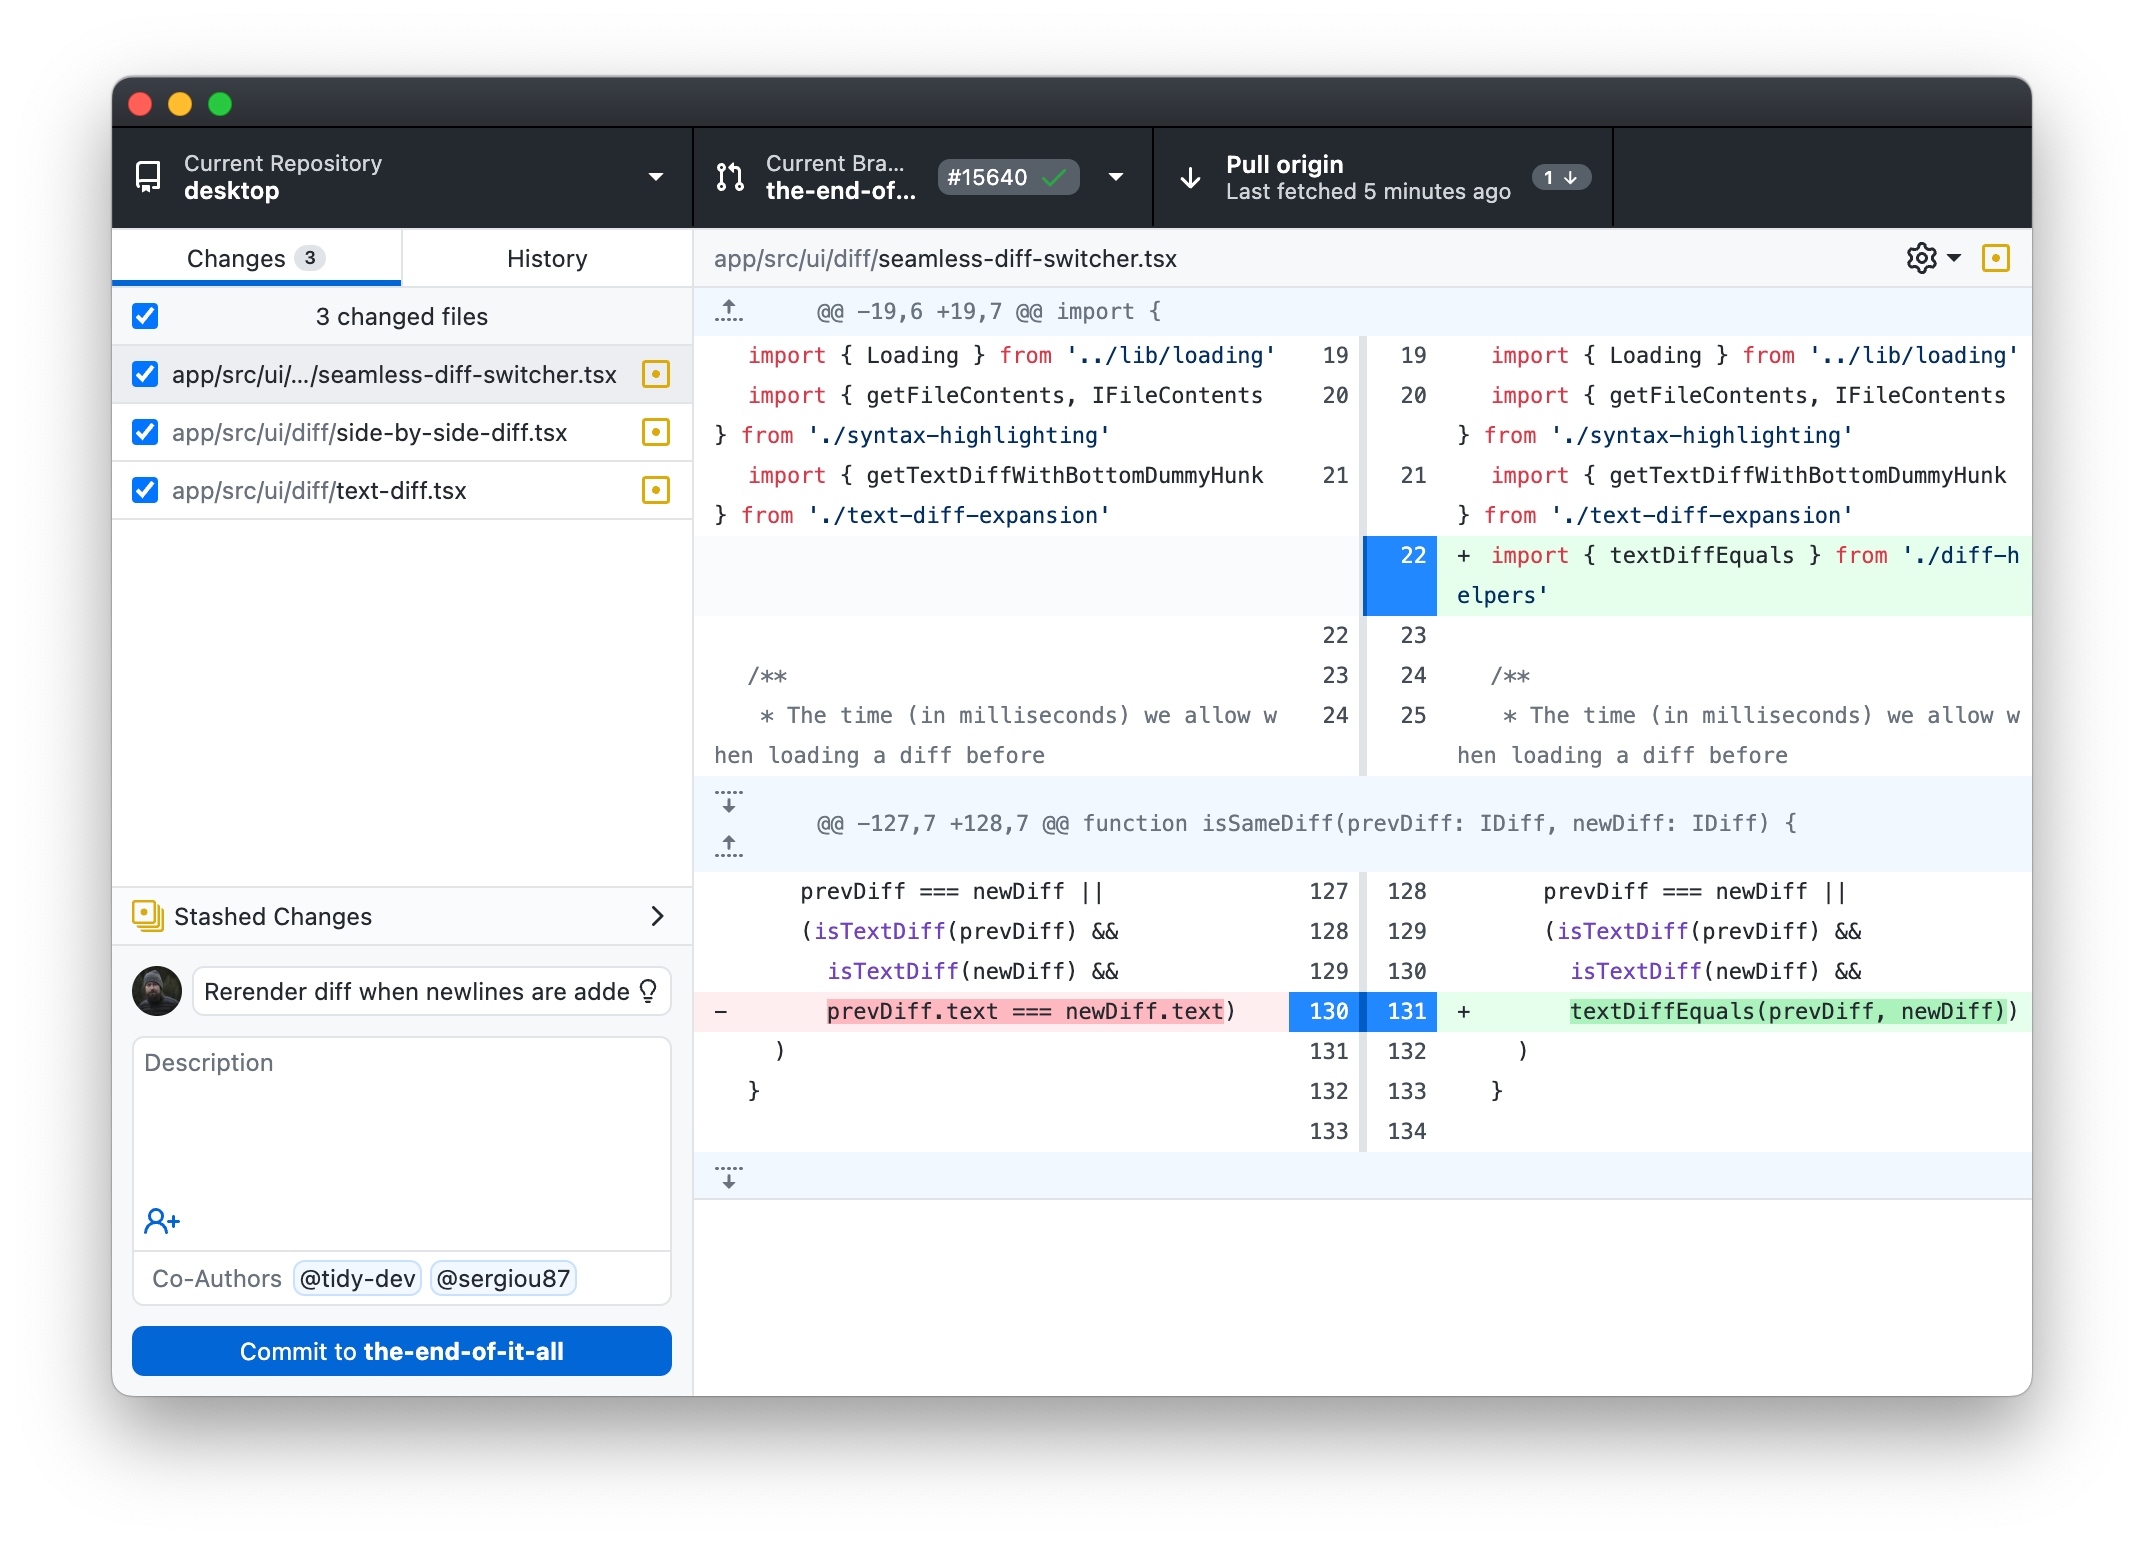 Current Repository
desktop
Current Bra...
the-end-of...
#15640
Pull origin
Last fetched 5 minutes ago
1
Changes 3
History
3 changed files
app/src/ui/.../seamless-diff-switcher.tsx
app/src/ui/diff/side-by-side-diff.tsx
app/src/ui/diff/text-diff.tsx
Stashed Changes
Rerender diff when newlines are adde
Description
Co-Authors @tidy-dev @sergiou87
Commit to the-end-of-it-all
app/src/ui/diff/seamless-diff-switcher.tsx
@@ -19,6 +19,7 @@ import {
import { Loading } from '../lib/loading' 19 19 import { Loading } from '../lib/loading'
import { getFileContents, IFileContents 20 20 import { getFileContents, IFileContents
} from './syntax-highlighting' } from './syntax-highlighting'
import { getTextDiffWithBottomDummyHunk 21 21 import { getTextDiffWithBottomDummyHunk
} from './text-diff-expansion' } from './text-diff-expansion'
22 + import { textDiffEquals } from './diff-h
elpers'
22 23
/** 23 24 /**
* The time (in milliseconds) we allow w 24 25 * The time (in milliseconds) we allow w
hen loading a diff before hen loading a diff before
@@ -127,7 +128,7 @@ function isSameDiff(prevDiff: IDiff, newDiff: IDiff) {
prevDiff === newDiff || 127 128 prevDiff === newDiff ||
(isTextDiff(prevDiff) && 128 129 (isTextDiff(prevDiff) &&
isTextDiff(newDiff) && 129 130 isTextDiff(newDiff) &&
- prevDiff.text === newDiff.text) 130 131 + textDiffEquals(prevDiff, newDiff))
) 131 132 )
} 132 133 }
133 134